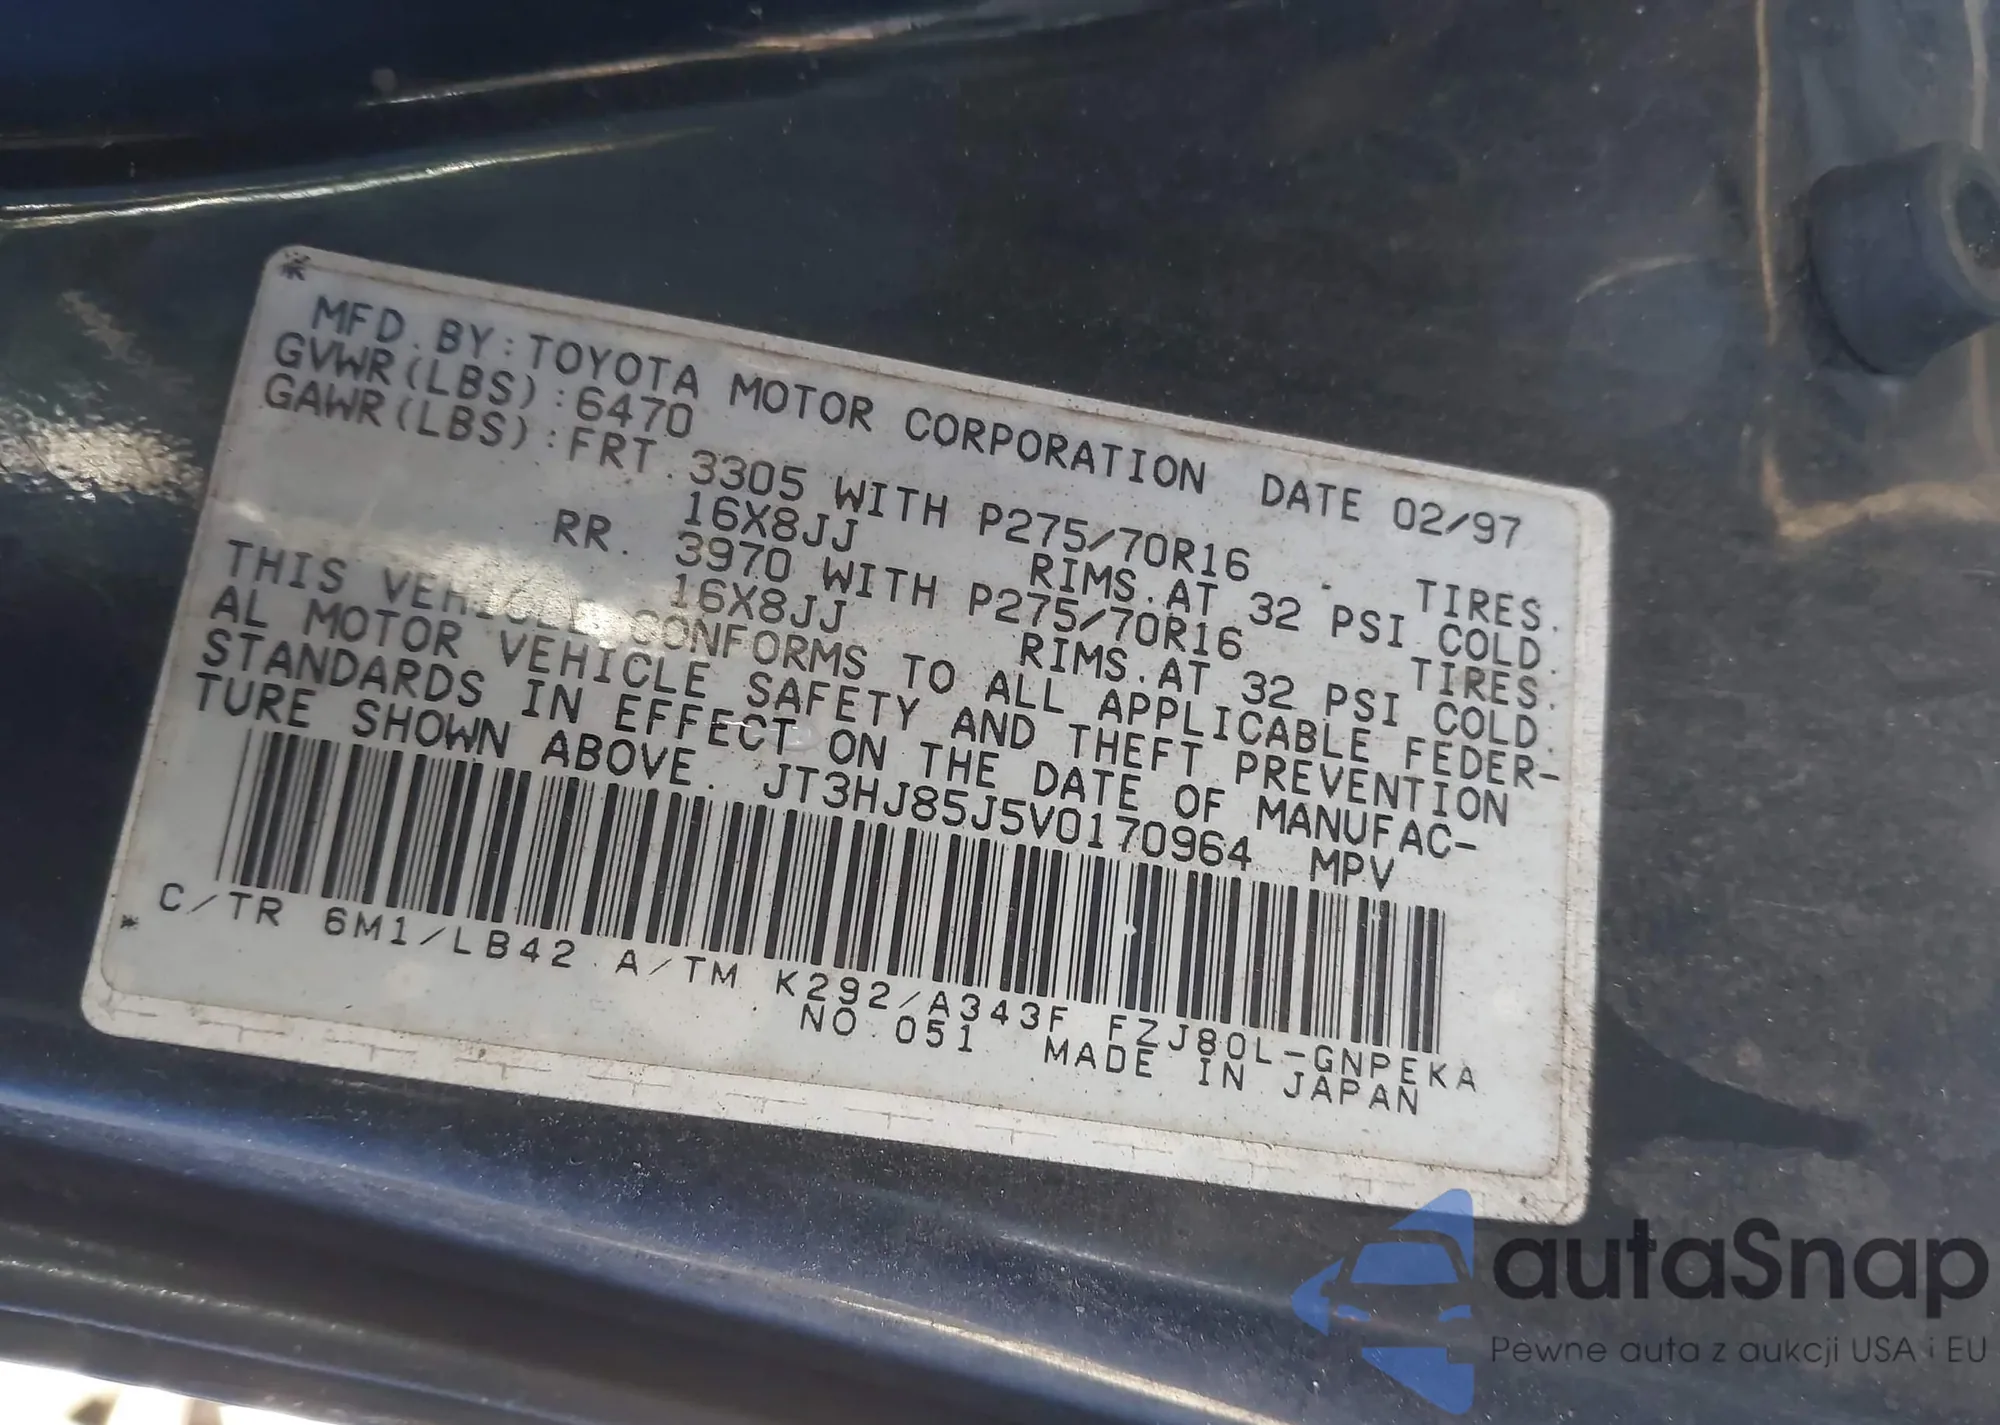 MFD. BY: TOYOTA MOTOR CORPORATION DATE 02/97
GVWR(LBS):6470
GAWR(LBS):FRT. 3305 WITH P275/70R16 TIRES.
16X8JJ RIMS.AT 32 PSI COLD.
RR. 3970 WITH P275/70R16 TIRES.
16X8JJ RIMS.AT 32 PSI COLD.
THIS VEHICLE CONFORMS TO ALL APPLICABLE FEDER-
AL MOTOR VEHICLE SAFETY AND THEFT PREVENTION
STANDARDS IN EFFECT ON THE DATE OF MANUFAC-
TURE SHOWN ABOVE. JT3HJ85J5V0170964 MPV
C/TR 6M1/LB42 A/TM K292/A343F FZJ80L-GNPEKA
NO.051 MADE IN JAPAN
autaSnap
Pewne auta z aukcji USA i EU